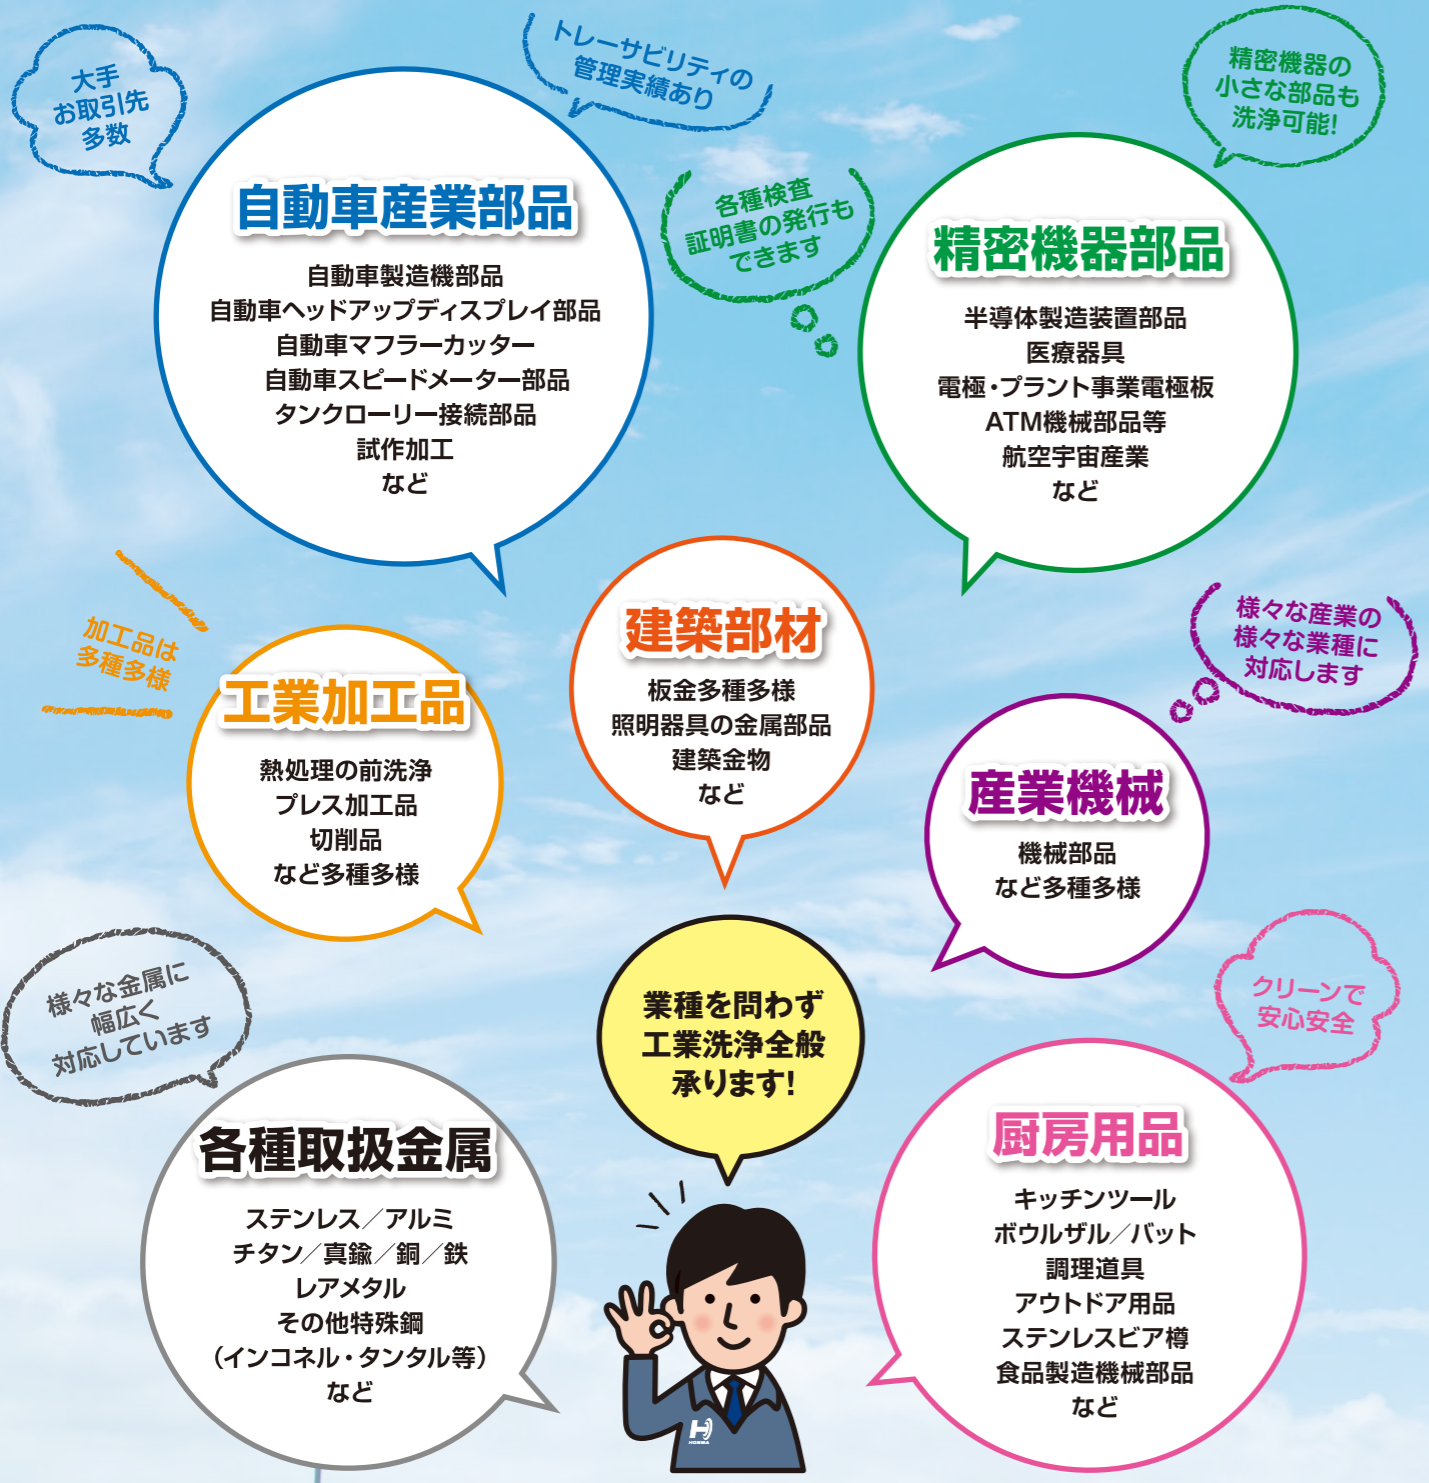 大手
お取引先
多数
トレーサビリティの
管理実績あり
精密機器の
小さな部品も
洗浄可能!
自動車産業部品
自動車製造機部品
自動車ヘッドアップディスプレイ部品
自動車マフラーカッター
自動車スピードメーター部品
タンクローリー接続部品
試作加工
など
各種検査
証明書の発行も
できます
精密機器部品
半導体製造装置部品
医療器具
電極・プラント事業電極板
ATM機械部品等
航空宇宙産業
など
加工品は
多種多様
工業加工品
熱処理の前洗浄
プレス加工品
切削品
など多種多様
建築部材
板金多種多様
照明器具の金属部品
建築金物
など
様々な産業の
様々な業種に
対応します
産業機械
機械部品
など多種多様
様々な金属に
幅広く
対応しています
業種を問わず
工業洗浄全般
承ります!
クリーンで
安心安全
各種取扱金属
ステンレス／アルミ
チタン／真鍮／銅／鉄
レアメタル
その他特殊鋼
（インコネル・タンタル等）
など
厨房用品
キッチンツール
ボウルザル／バット
調理道具
アウトドア用品
ステンレスビア樽
食品製造機械部品
など
H